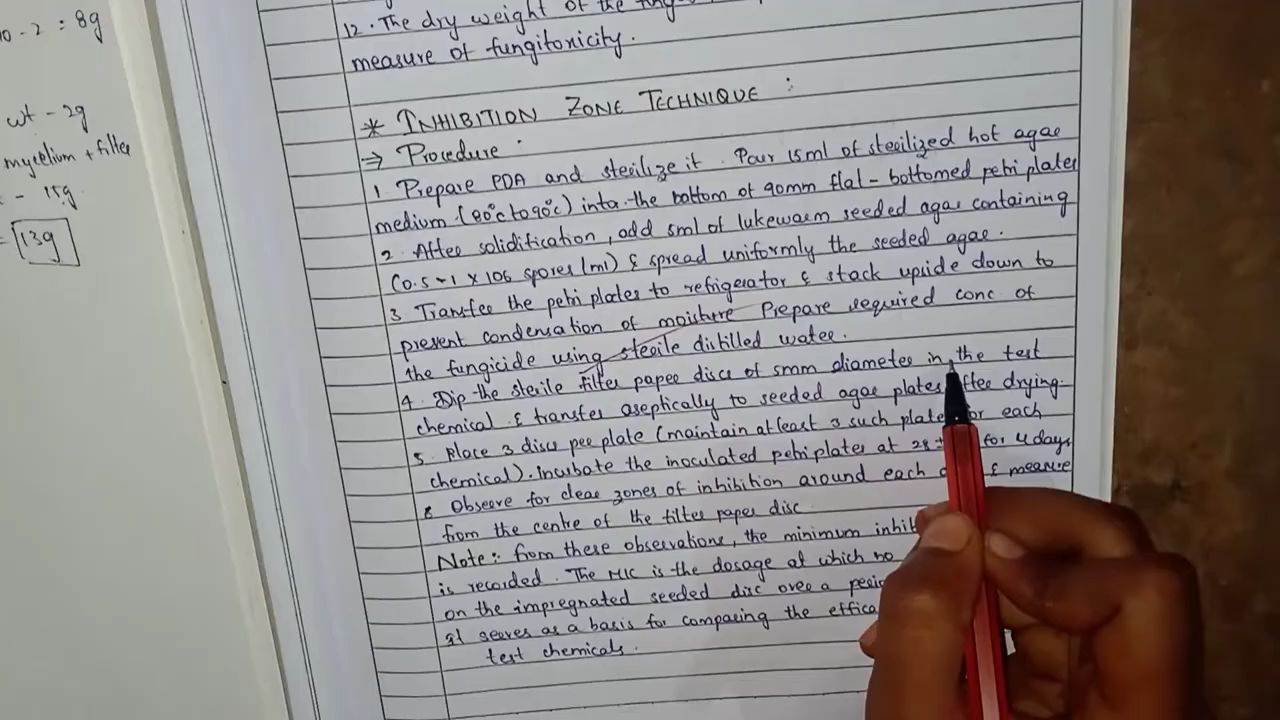 10 - 2 = 8g
wt - 2g
mycelium + filter
- 15g
= 13g
12. The dry weight of the
measure of fungitoxicity.
* INHIBITION ZONE TECHNIQUE :
⇒ Procedure :
1. Prepare PDA and sterilize it. Pour 15ml of sterilized hot agar
medium (80°c to 90°c) into the bottom of 90mm flat-bottomed petri plates
2. After soliditication, add 5ml of lukewarm seeded agar containing
(0.5-1 x 106 spores/ml) & spread uniformly the seeded agar.
3. Transfer the petri plates to refrigerator & stack upside down to
present condensation of moisture Prepare required conc of
the fungicide using sterile distilled water.
4. Dip the sterile filter paper discs of 5mm diameter in the test
chemical & transfer aseptically to seeded agar plates after drying.
5. Place 3 discs per plate (maintain atleast 3 such plate for each
chemical). Incubate the inoculated petriplates at 28 ± for 4 days
6. Observe for clear zones of inhibition around each & measure
from the centre of the filter paper disc.
Note:- from these observations, the minimum
is recorded. The MIC is the dosage at which no
on the impregnated seeded disc over a
It serves as a basis for comparing the
test chemicals.